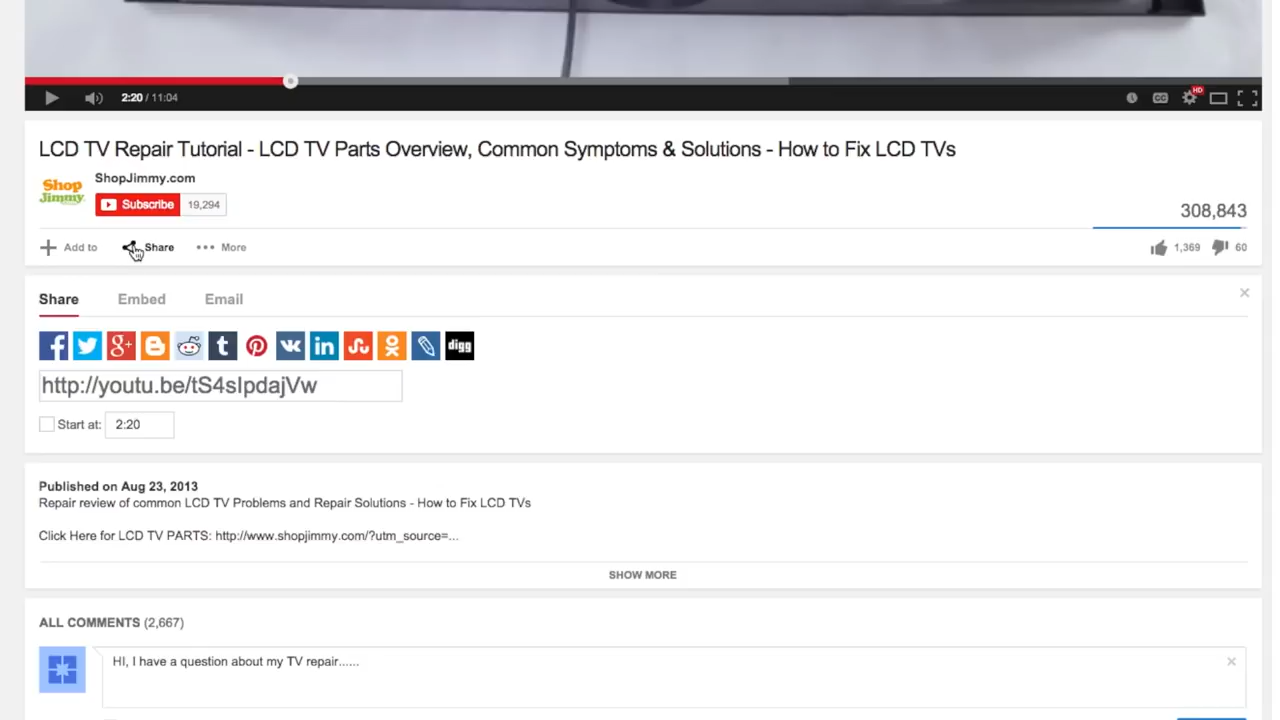 2:20 / 11:04
CC
HD
LCD TV Repair Tutorial - LCD TV Parts Overview, Common Symptoms & Solutions - How to Fix LCD TVs
Shop
Jimmy
ShopJimmy.com
Subscribe 19,294
308,843
Add to Share More
1,369 60
Share Embed Email
digg
http://youtu.be/tS4sIpdajVw
Start at: 2:20
Published on Aug 23, 2013
Repair review of common LCD TV Problems and Repair Solutions - How to Fix LCD TVs
Click Here for LCD TV PARTS: http://www.shopjimmy.com/?utm_source=...
SHOW MORE
ALL COMMENTS (2,667)
HI, I have a question about my TV repair......